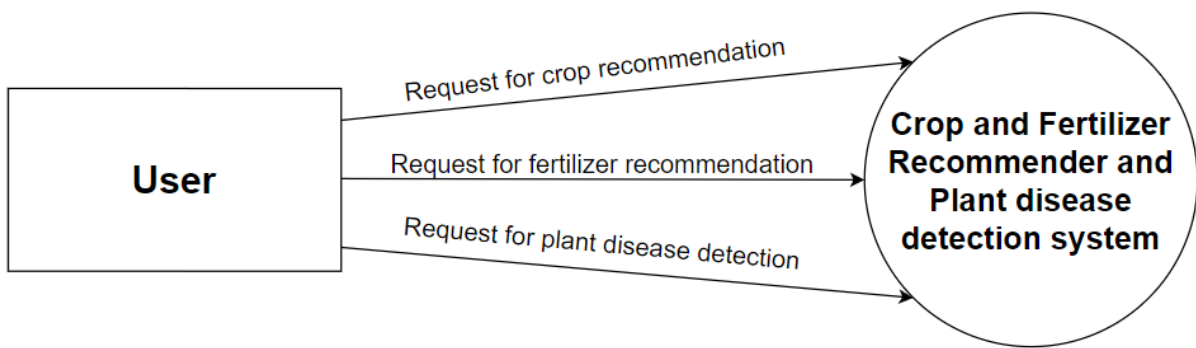 User
Request for crop recommendation
Request for fertilizer recommendation
Request for plant disease detection
Crop and Fertilizer
Recommender and
Plant disease
detection system